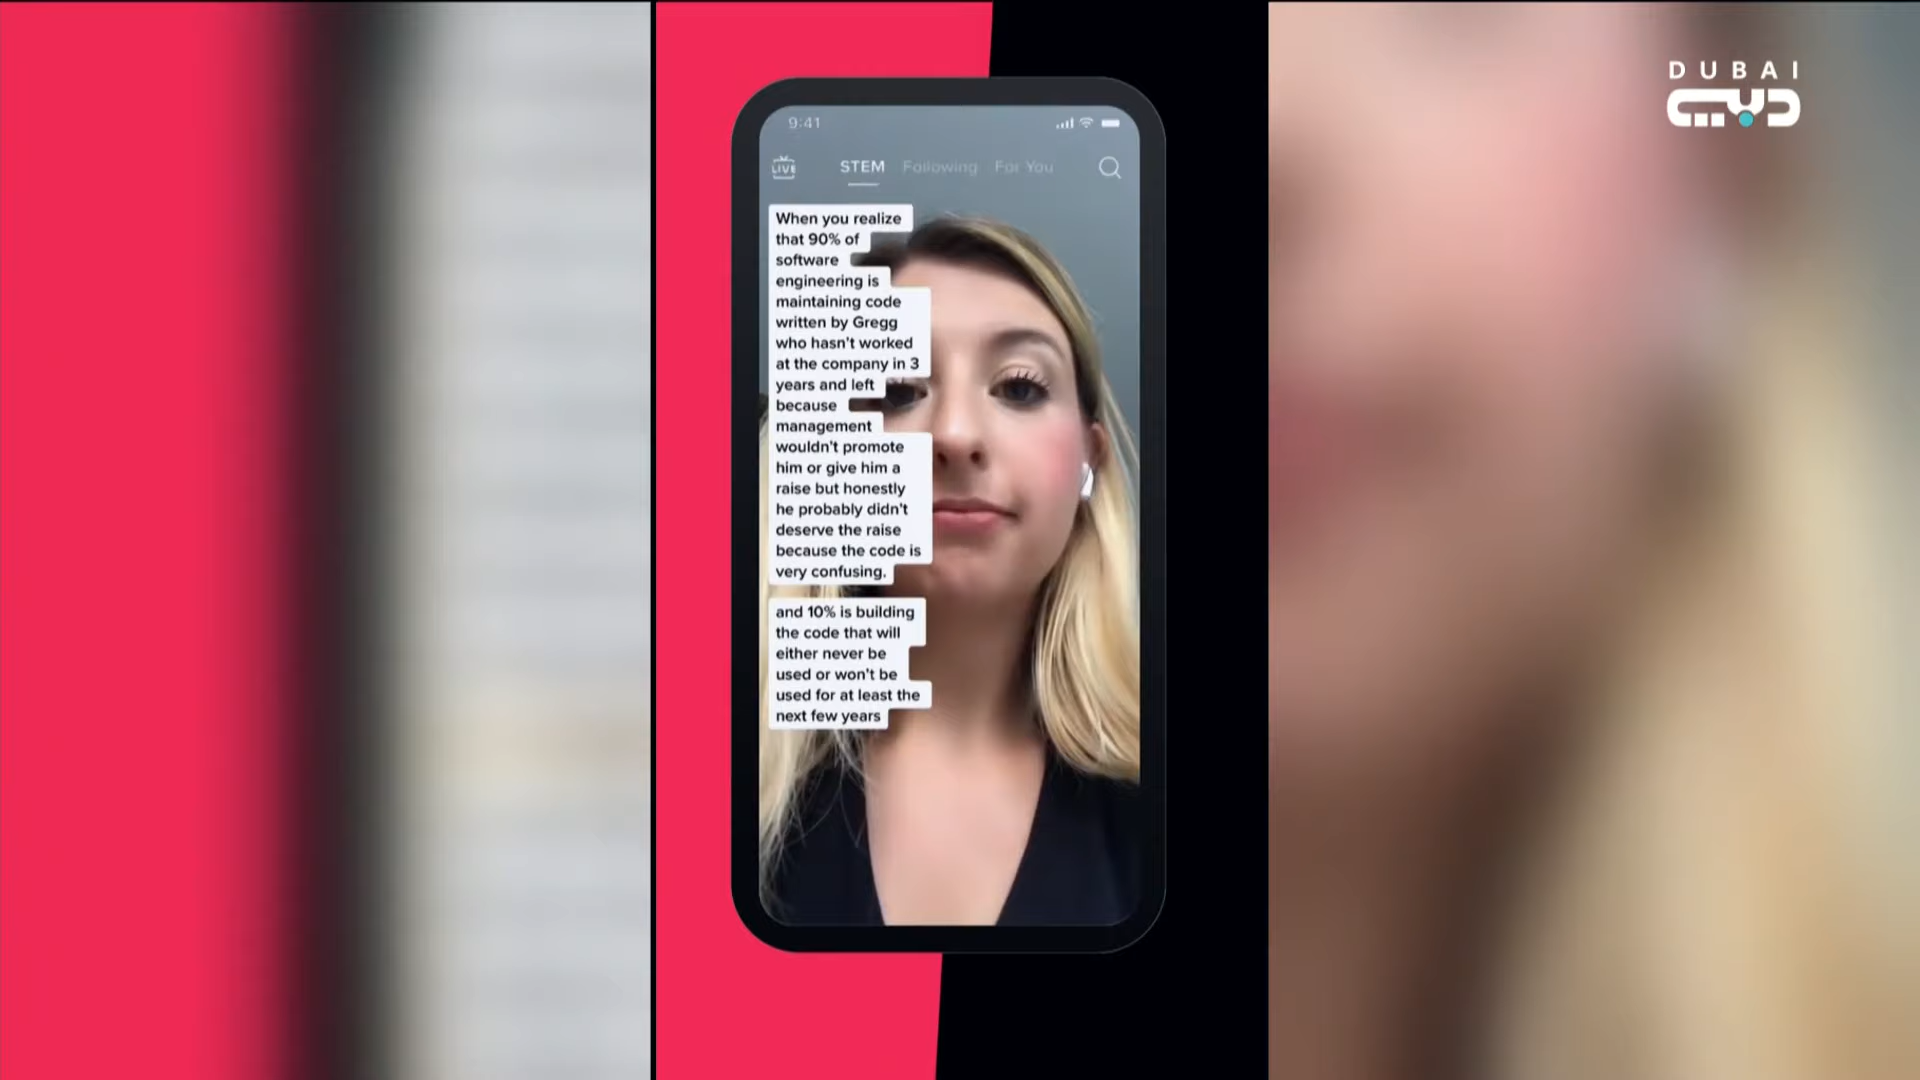 DUBAI
دبي
9:41
LIVE
STEM Following For You
When you realize
that 90% of
software
engineering is
maintaining code
written by Gregg
who hasn't worked
at the company in 3
years and left
because
management
wouldn't promote
him or give him a
raise but honestly
he probably didn't
deserve the raise
because the code is
very confusing.
and 10% is building
the code that will
either never be
used or won't be
used for at least the
next few years